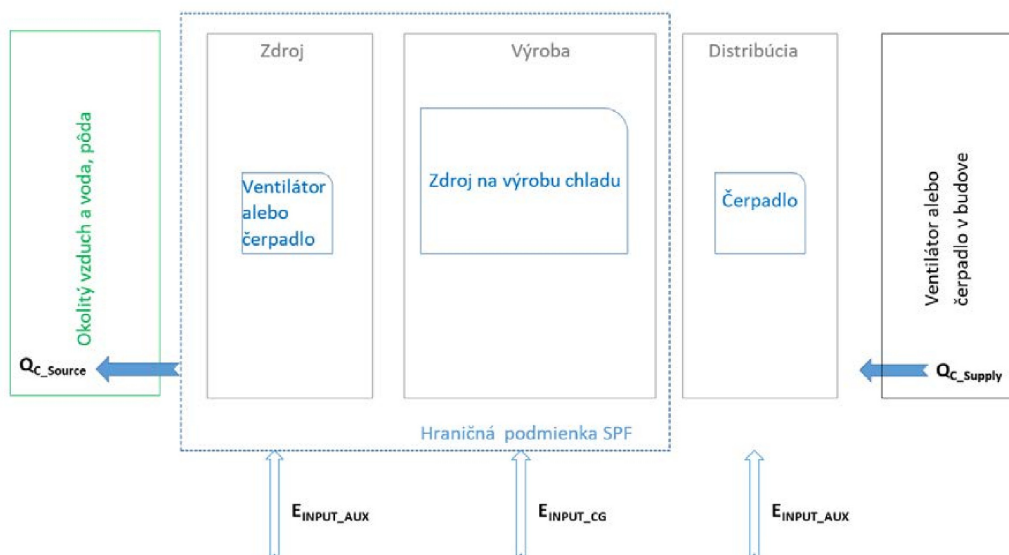 Zdroj
Výroba
Distribúcia
Okolitý vzduch a voda, pôda
Ventilátor
alebo
čerpadlo
Zdroj na výrobu chladu
Čerpadlo
Ventilátor alebo
čerpadlo v budove
QC_Source
QC_Supply
Hraničná podmienka SPF
EINPUT_AUX
EINPUT_CG
EINPUT_AUX